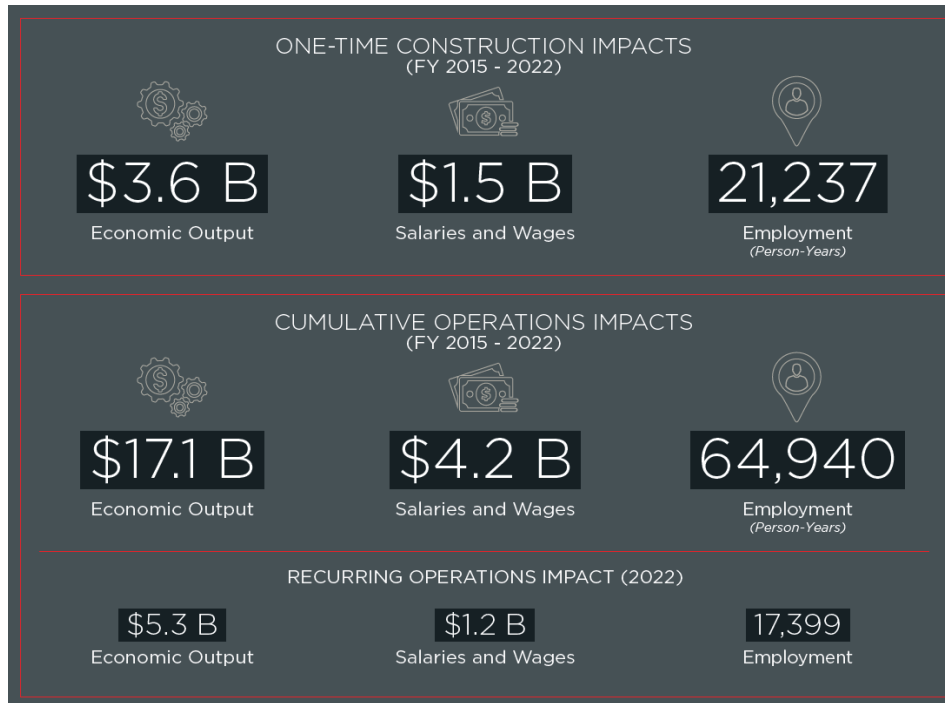 ONE-TIME CONSTRUCTION IMPACTS
(FY 2015 - 2022)
$3.6 B
$1.5 B
21,237
Economic Output
Salaries and Wages
Employment
(Person-Years)
CUMULATIVE OPERATIONS IMPACTS
(FY 2015 - 2022)
$17.1 B
$4.2 B
64,940
Economic Output
Salaries and Wages
Employment
(Person-Years)
RECURRING OPERATIONS IMPACT (2022)
$5.3 B
$1.2 B
17,399
Economic Output
Salaries and Wages
Employment